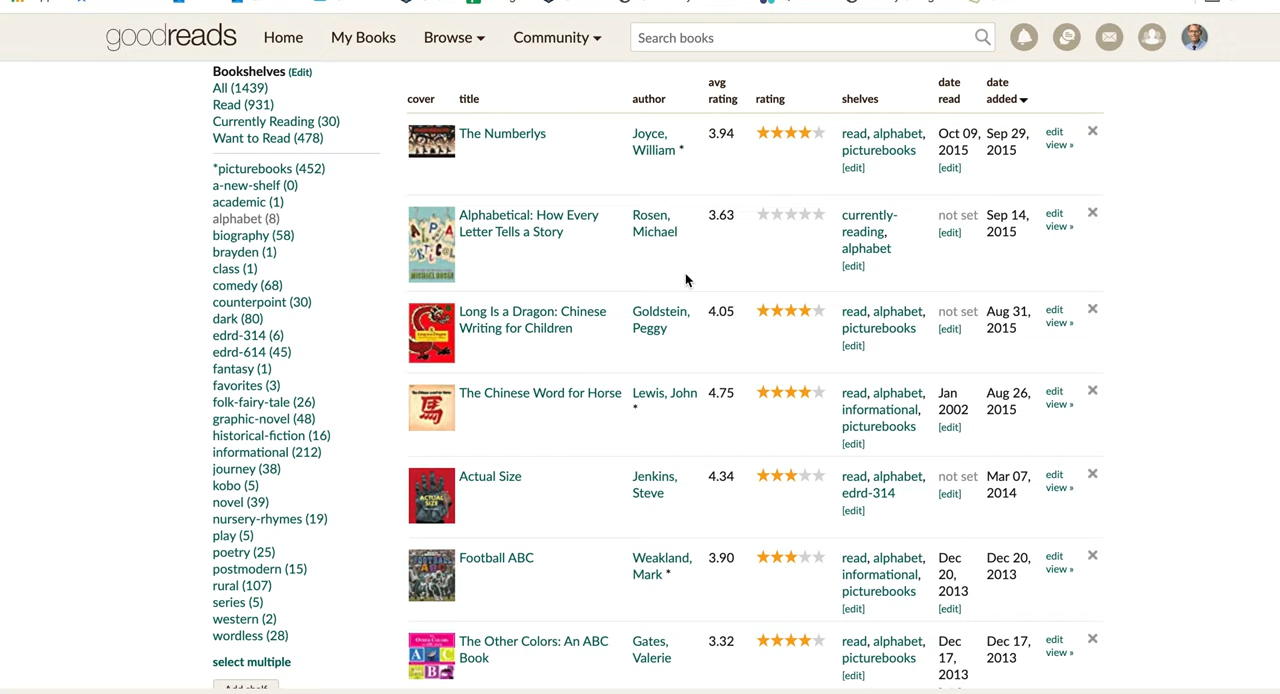 goodreads Home My Books Browse Community Search books
Bookshelves (Edit)
All (1439)
Read (931)
Currently Reading (30)
Want to Read (478)
*picturebooks (452)
a-new-shelf (0)
academic (1)
alphabet (8)
biography (58)
brayden (1)
class (1)
comedy (68)
counterpoint (30)
dark (80)
edrd-314 (6)
edrd-614 (45)
fantasy (1)
favorites (3)
folk-fairy-tale (26)
graphic-novel (48)
historical-fiction (16)
informational (212)
journey (38)
kobo (5)
novel (39)
nursery-rhymes (19)
play (5)
poetry (25)
postmodern (15)
rural (107)
series (5)
western (2)
wordless (28)
select multiple
Add shelf
cover title author avg rating rating shelves date read date added
The Numberlys
Joyce,
William *
3.94
read, alphabet,
picturebooks
[edit]
Oct 09,
2015
[edit]
Sep 29,
2015
edit
view »
Alphabetical: How Every
Letter Tells a Story
Rosen,
Michael
3.63
currently-
reading,
alphabet
[edit]
not set
[edit]
Sep 14,
2015
edit
view »
Long Is a Dragon: Chinese
Writing for Children
Goldstein,
Peggy
4.05
read, alphabet,
picturebooks
[edit]
not set
[edit]
Aug 31,
2015
edit
view »
The Chinese Word for Horse
Lewis, John
*
4.75
read, alphabet,
informational,
picturebooks
[edit]
Jan
2002
[edit]
Aug 26,
2015
edit
view »
ACTUAL
SIZE
Actual Size
Jenkins,
Steve
4.34
read, alphabet,
edrd-314
[edit]
not set
[edit]
Mar 07,
2014
edit
view »
Football ABC
Weakland,
Mark *
3.90
read, alphabet,
informational,
picturebooks
[edit]
Dec
20,
2013
[edit]
Dec 20,
2013
edit
view »
The Other Colors: An ABC
Book
Gates,
Valerie
3.32
read, alphabet,
picturebooks
[edit]
Dec
17,
2013
Dec 17,
2013
edit
view »